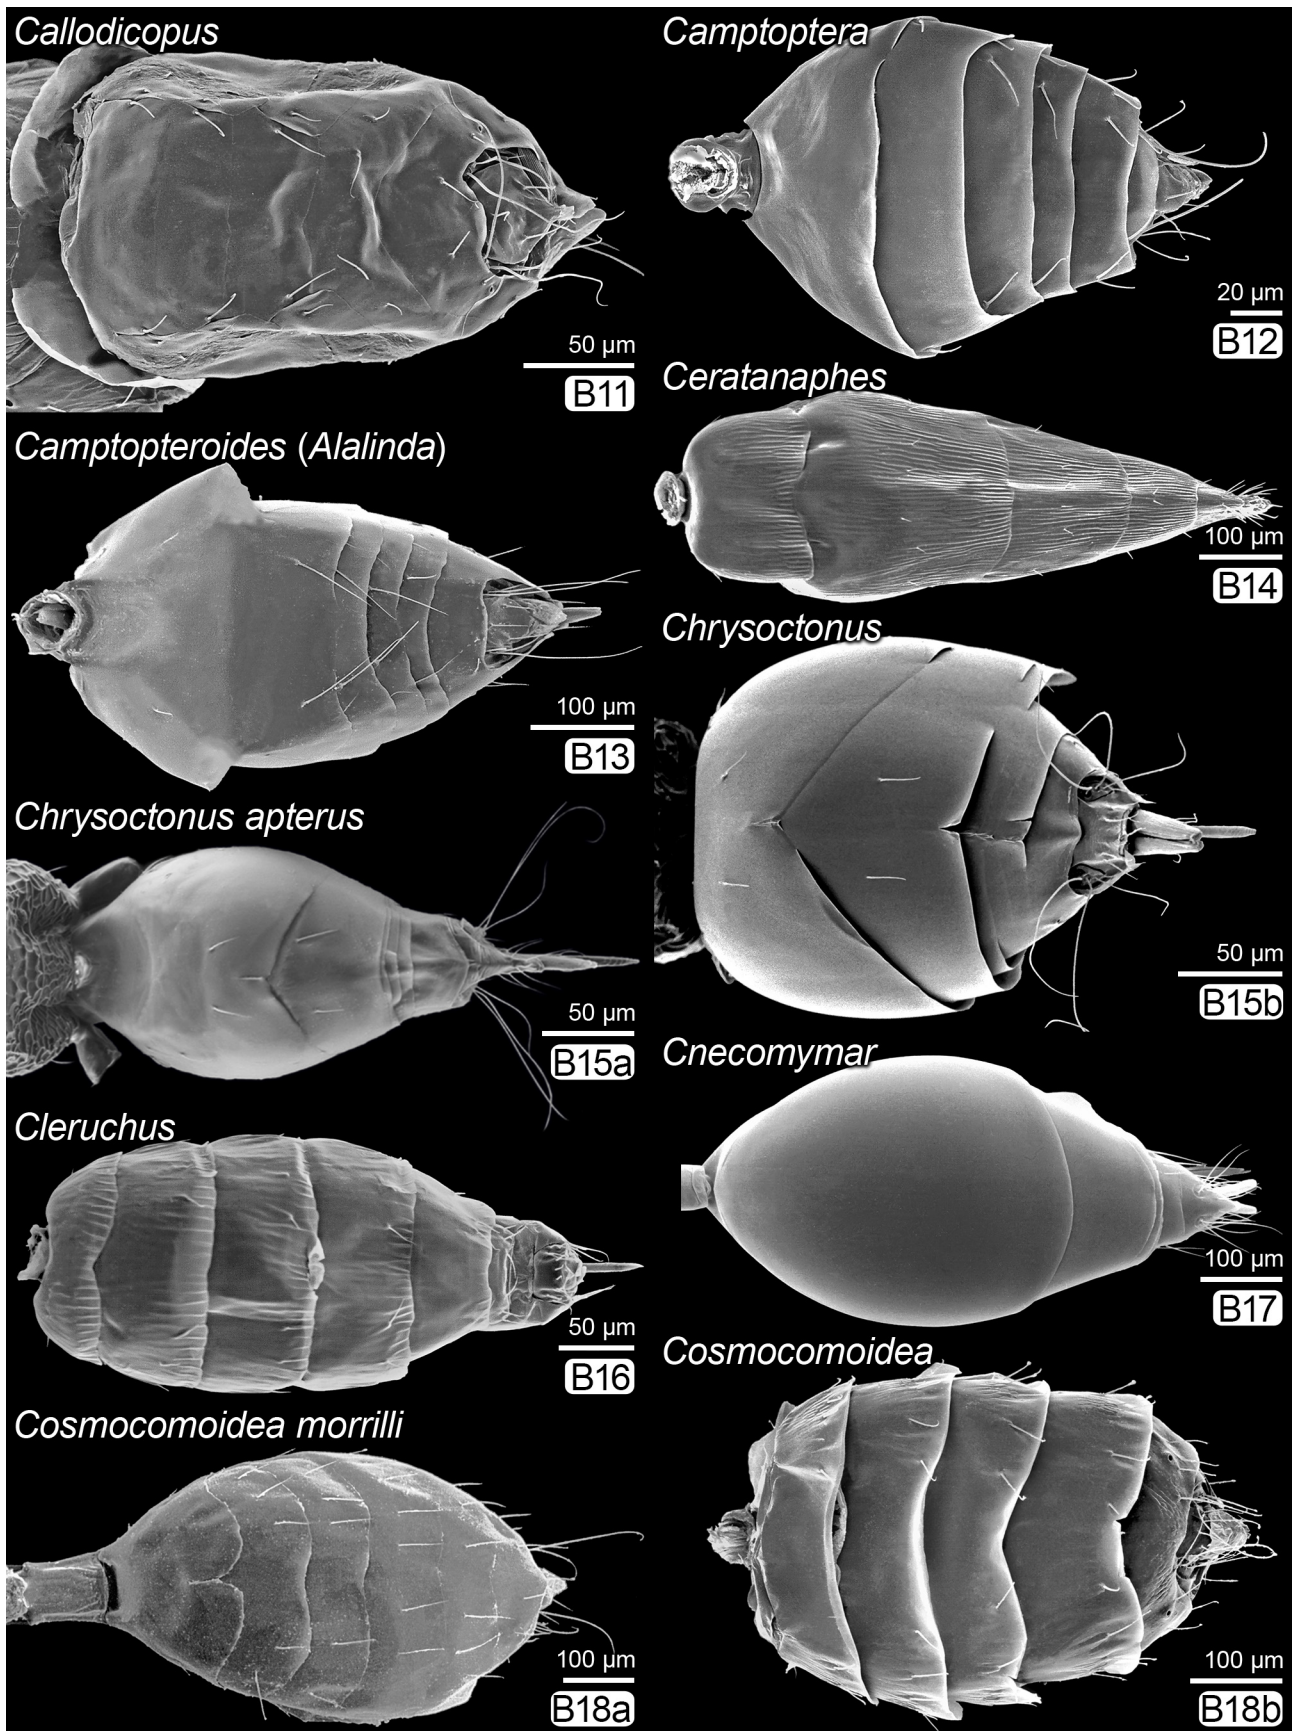 Callodicopus
50 µm
B11
Camptoptera
20 µm
B12
Camptopteroides (Alalinda)
100 µm
B13
Ceratanaphes
100 µm
B14
Chrysoctonus apterus
50 µm
B15a
Chrysoctonus
50 µm
B15b
Cleruchus
50 µm
B16
Cnecomymar
100 µm
B17
Cosmocomoidea morrilli
100 µm
B18a
Cosmocomoidea
100 µm
B18b